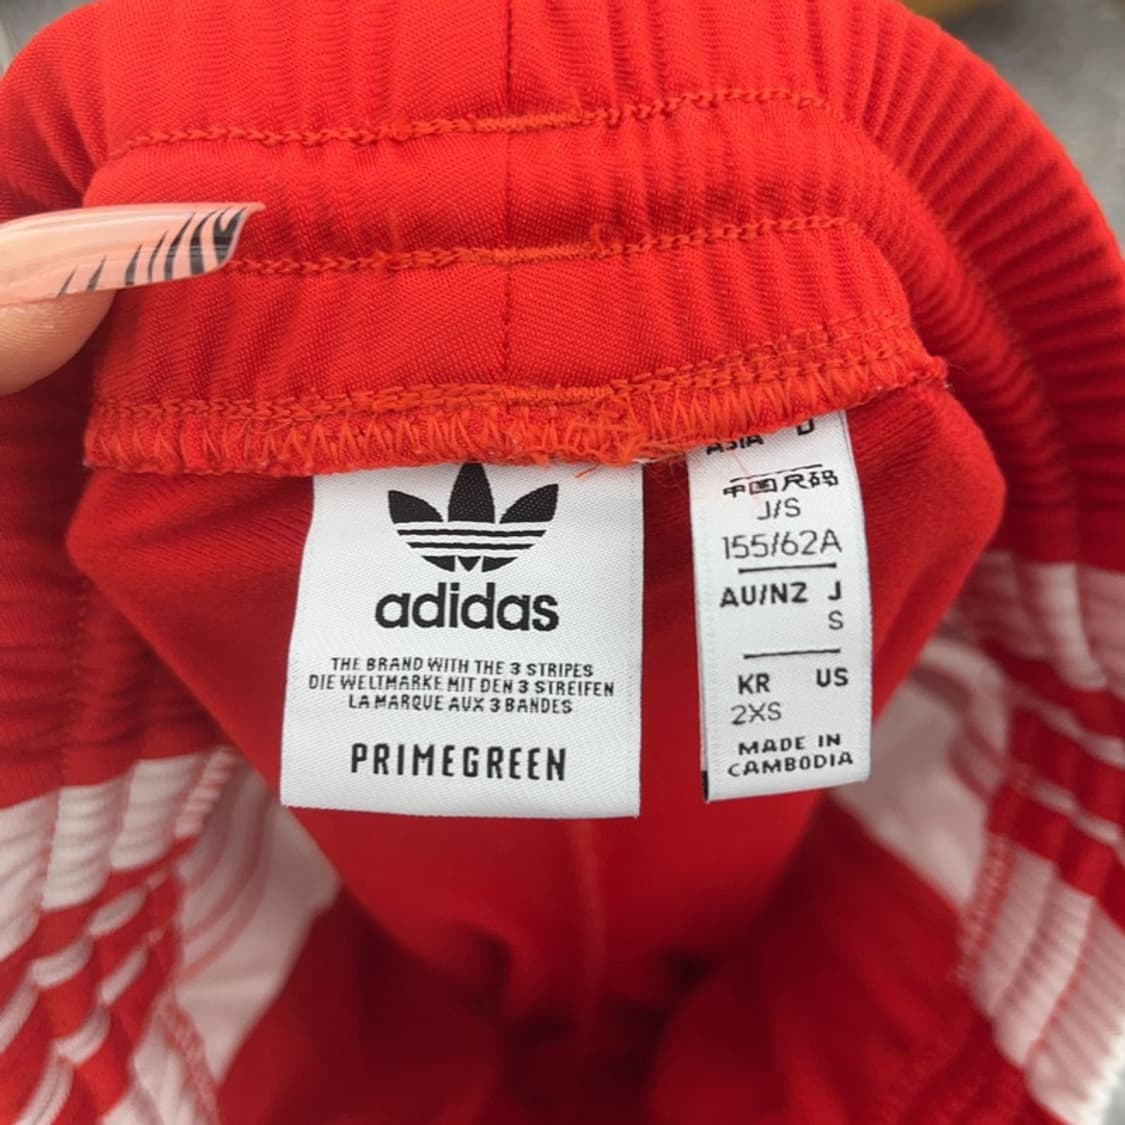 adidas
THE BRAND WITH THE 3 STRIPES
DIE WELTMARKE MIT DEN 3 STREIFEN
LA MARQUE AUX 3 BANDES
PRIMEGREEN
ASIA
中国尺码
J/S
155/62A
AU/NZ J
S
KR US
2XS
MADE IN
CAMBODIA